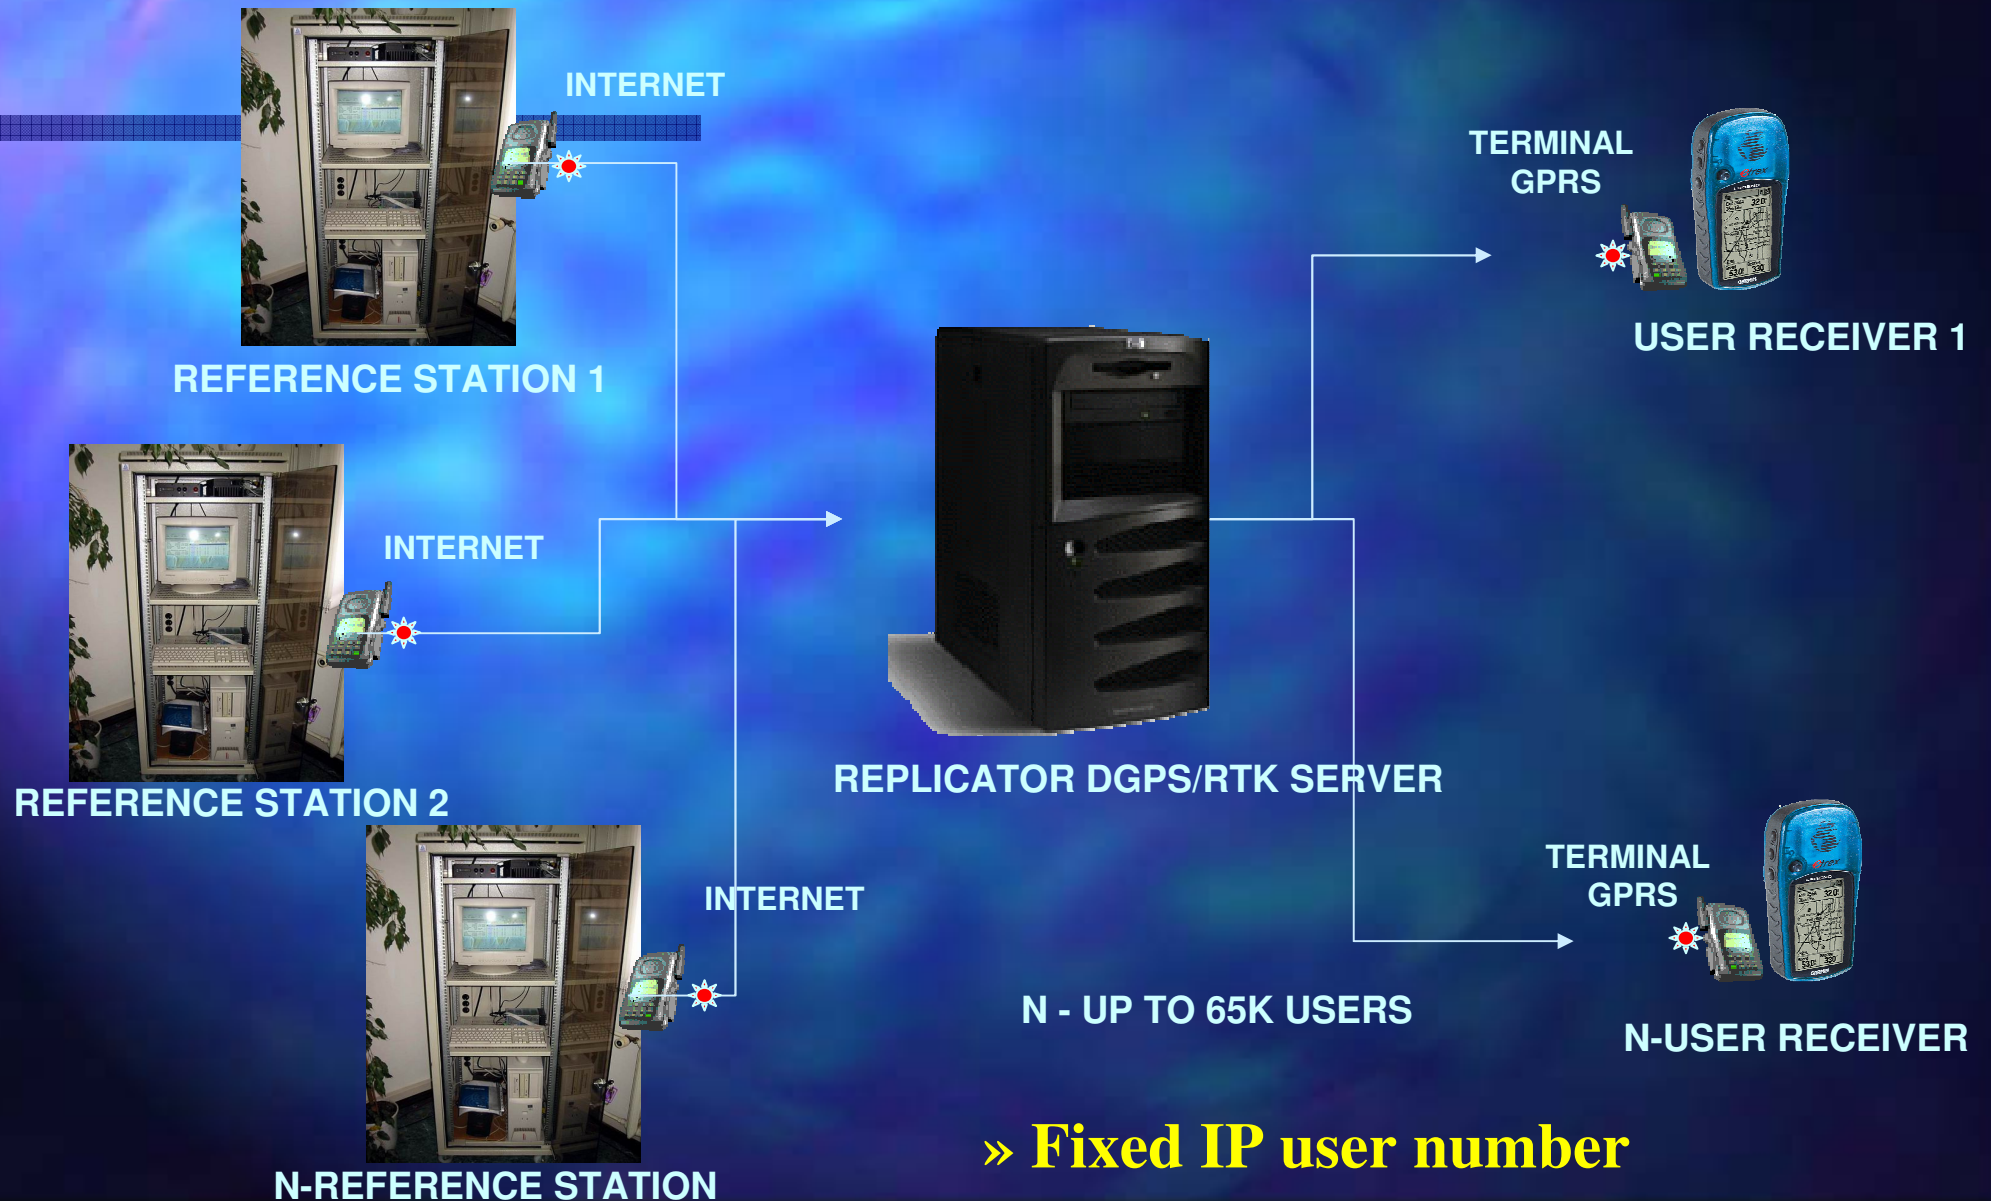 INTERNET
TERMINAL
GPRS
USER RECEIVER 1
REFERENCE STATION 1
INTERNET
REPLICATOR DGPS/RTK SERVER
REFERENCE STATION 2
TERMINAL
GPRS
INTERNET
N - UP TO 65K USERS
N-USER RECEIVER
» Fixed IP user number
N-REFERENCE STATION